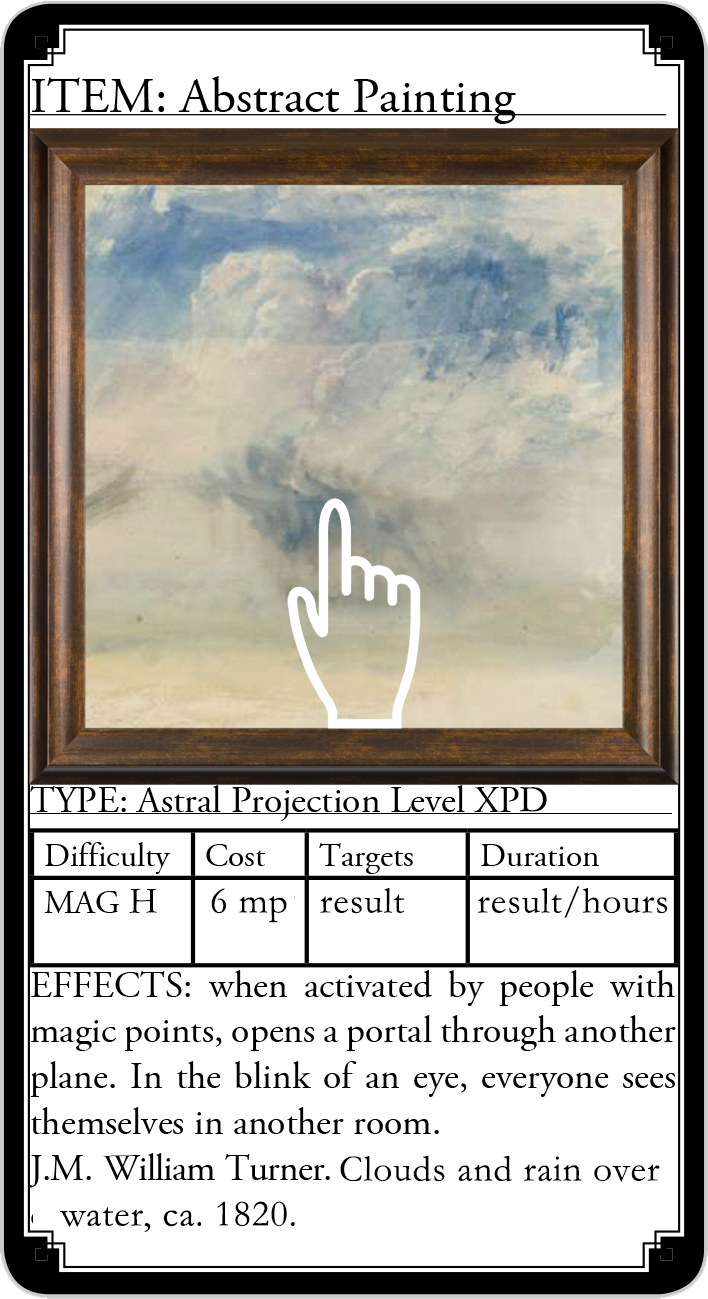 ITEM: Abstract Painting
TYPE: Astral Projection Level XPD
Difficulty Cost Targets Duration
MAG H 6 mp result result/hours
EFFECTS: when activated by people with
magic points, opens a portal through another
plane. In the blink of an eye, everyone sees
themselves in another room.
J.M. William Turner. Clouds and rain over
water, ca. 1820.